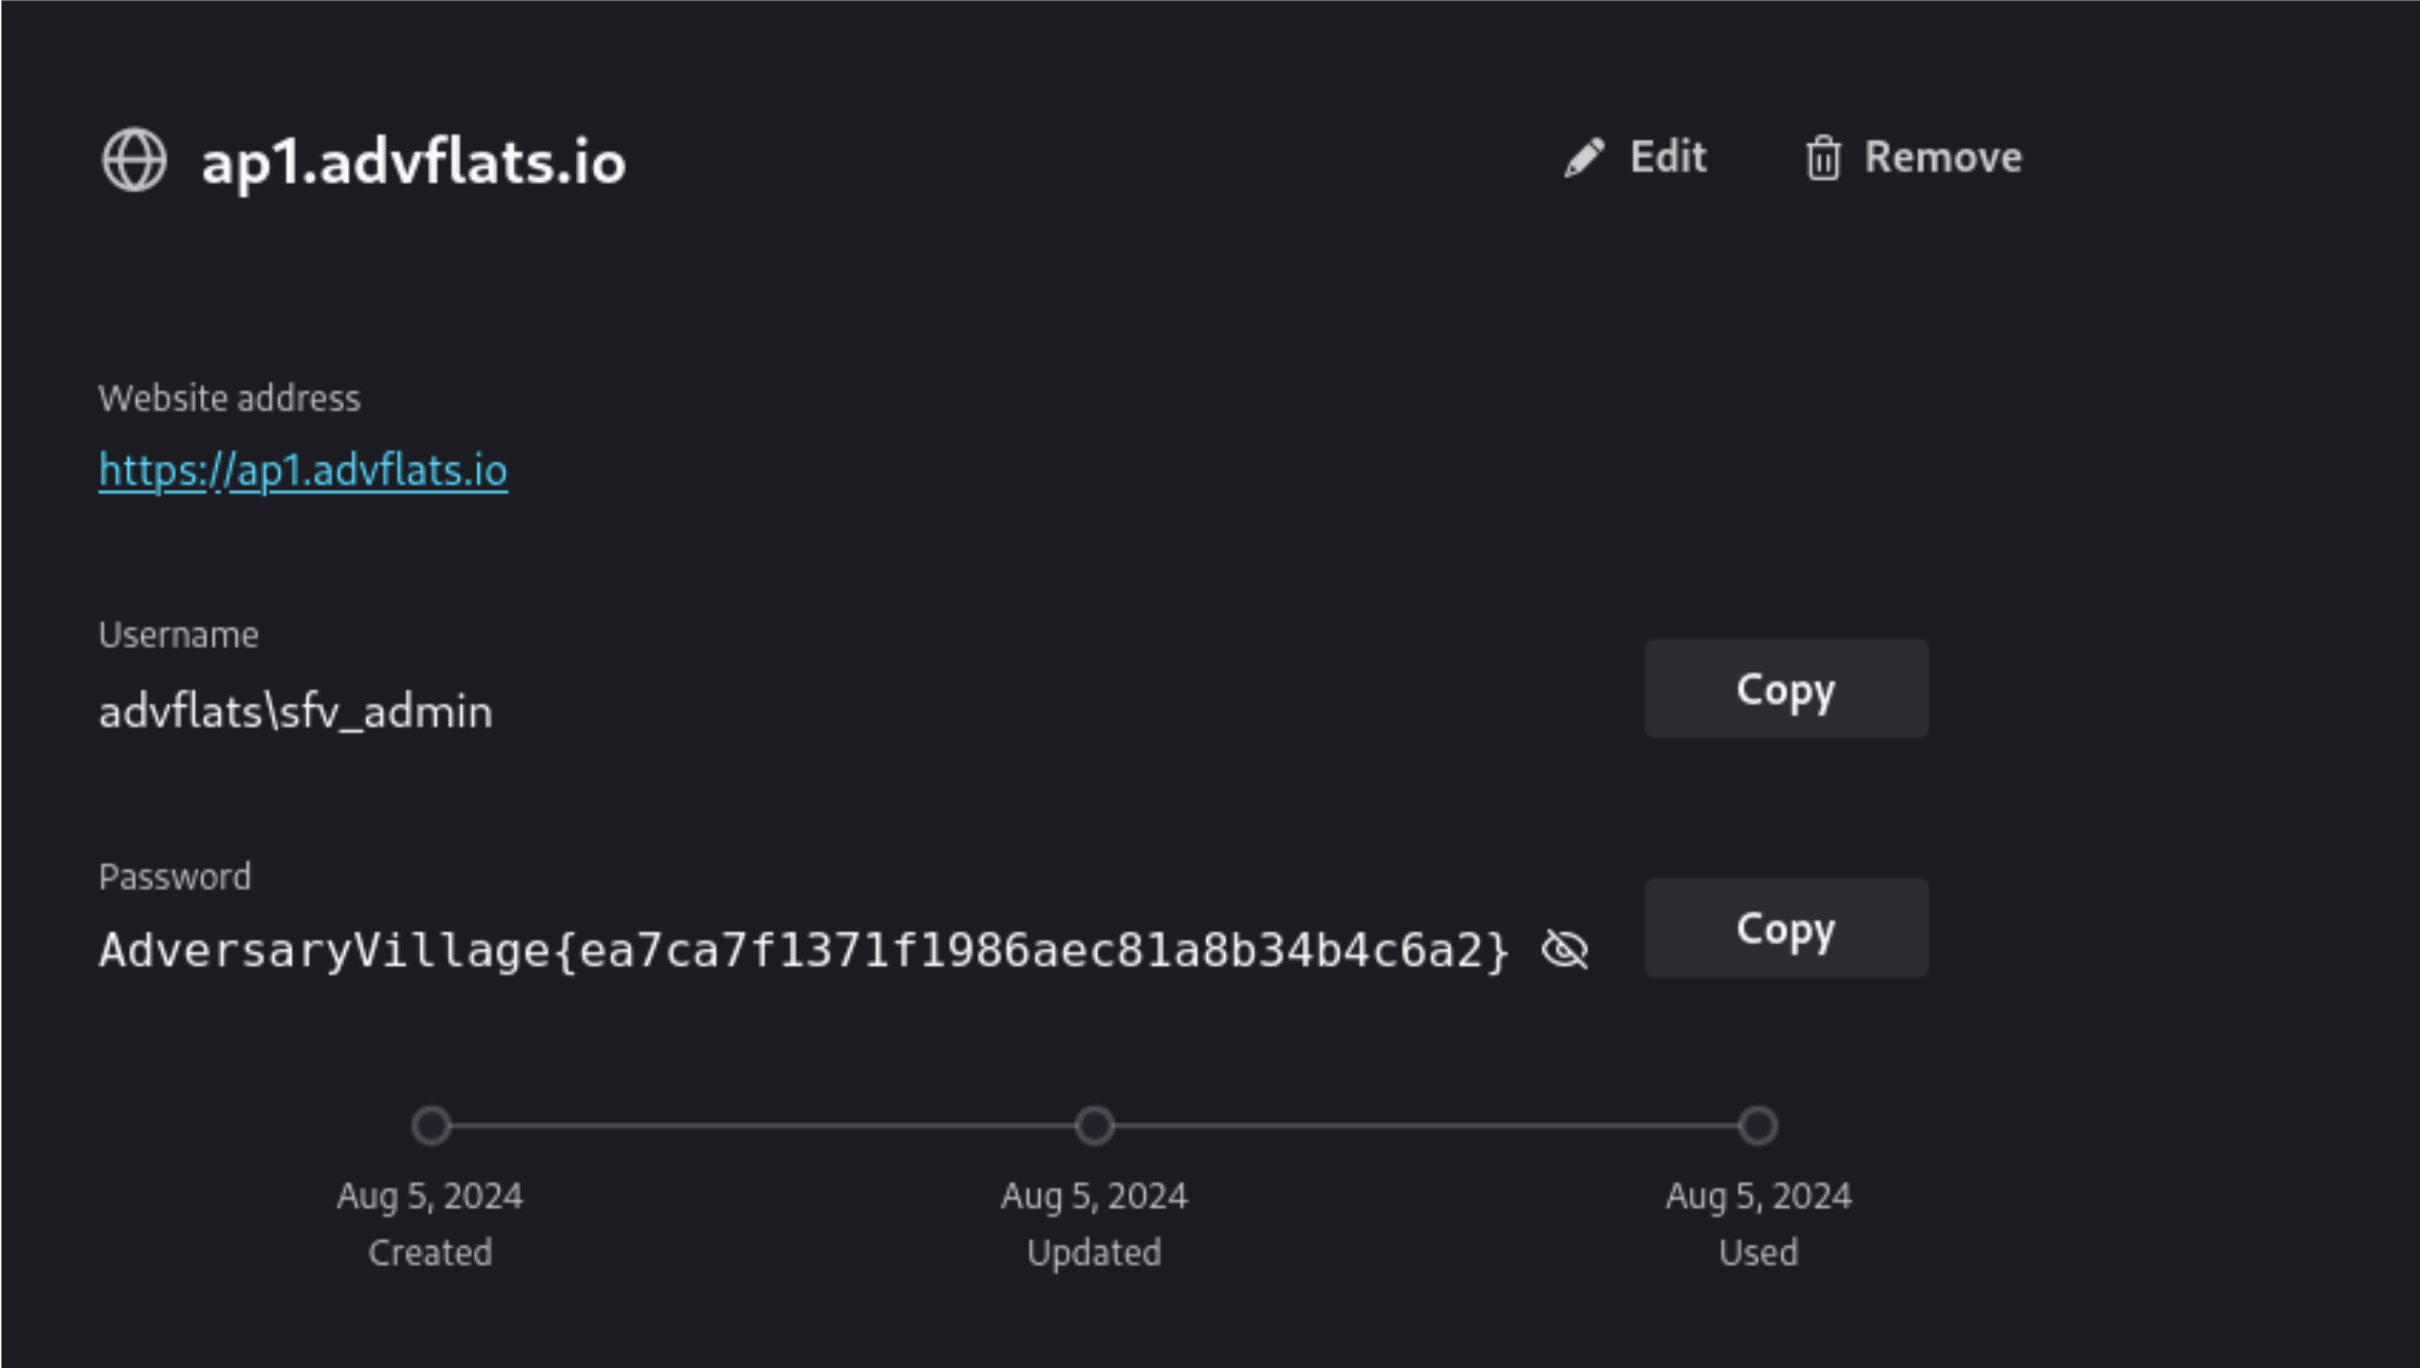 ap1.advflats.io
Edit
Remove
Website address
https://ap1.advflats.io
Username
advflats\sfv_admin
Copy
Password
AdversaryVillage{ea7ca7f1371f1986aec81a8b34b4c6a2}
Copy
Aug 5, 2024
Created
Aug 5, 2024
Updated
Aug 5, 2024
Used